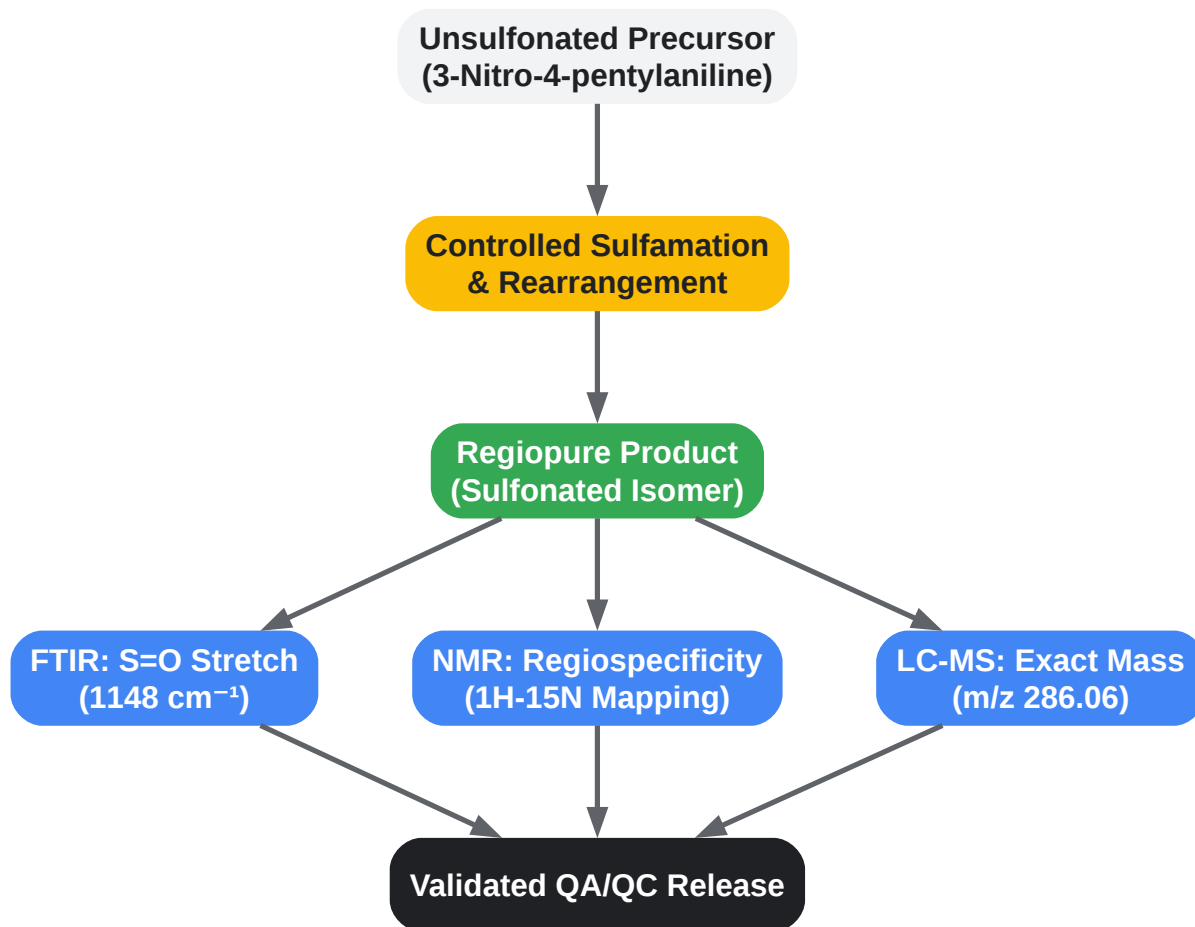 Unsulfonated Precursor
(3-Nitro-4-pentylaniline)
Controlled Sulfamation
& Rearrangement
Regiopure Product
(Sulfonated Isomer)
FTIR: S=O Stretch
(1148 cm⁻¹)
NMR: Regiospecificity
(1H-15N Mapping)
LC-MS: Exact Mass
(m/z 286.06)
Validated QA/QC Release